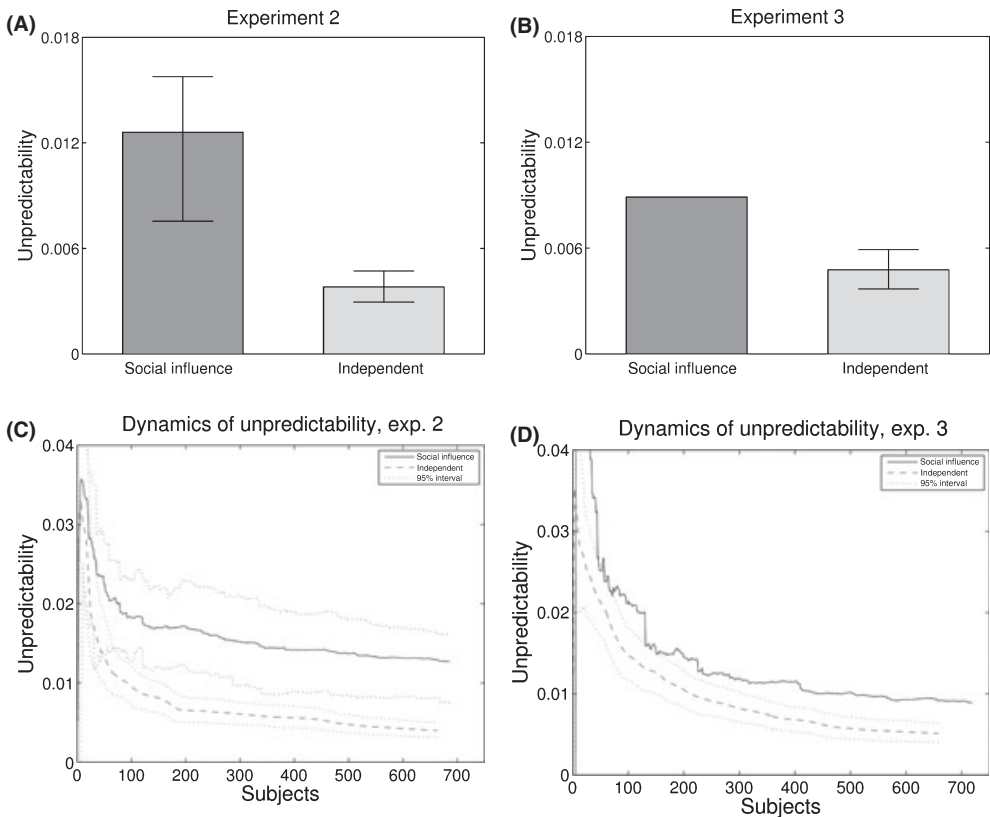 (A) Experiment 2
0.018
0.012
0.006
0
Unpredictability
Social influence Independent
(B) Experiment 3
0.018
0.012
0.006
0
Unpredictability
Social influence Independent
(C) Dynamics of unpredictability, exp. 2
0.04
0.03
0.02
0.01
0
Unpredictability
Social influence
Independent
95% interval
0 100 200 300 400 500 600 700
Subjects
(D) Dynamics of unpredictability, exp. 3
0.04
0.03
0.02
0.01
0
Unpredictability
Social influence
Independent
95% interval
0 100 200 300 400 500 600 700
Subjects